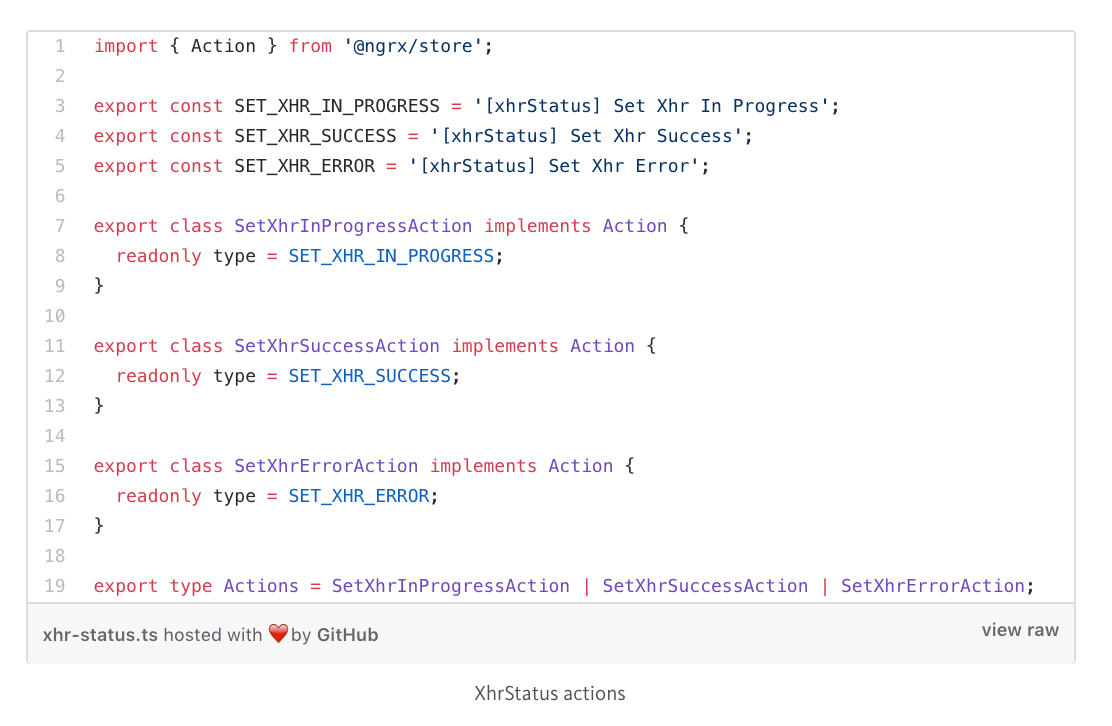 1 import { Action } from '@ngrx/store';
2
3 export const SET_XHR_IN_PROGRESS = '[xhrStatus] Set Xhr In Progress';
4 export const SET_XHR_SUCCESS = '[xhrStatus] Set Xhr Success';
5 export const SET_XHR_ERROR = '[xhrStatus] Set Xhr Error';
6
7 export class SetXhrInProgressAction implements Action {
8   readonly type = SET_XHR_IN_PROGRESS;
9 }
10
11 export class SetXhrSuccessAction implements Action {
12   readonly type = SET_XHR_SUCCESS;
13 }
14
15 export class SetXhrErrorAction implements Action {
16   readonly type = SET_XHR_ERROR;
17 }
18
19 export type Actions = SetXhrInProgressAction | SetXhrSuccessAction | SetXhrErrorAction;
xhr-status.ts hosted with ❤️ by GitHub view raw
XhrStatus actions